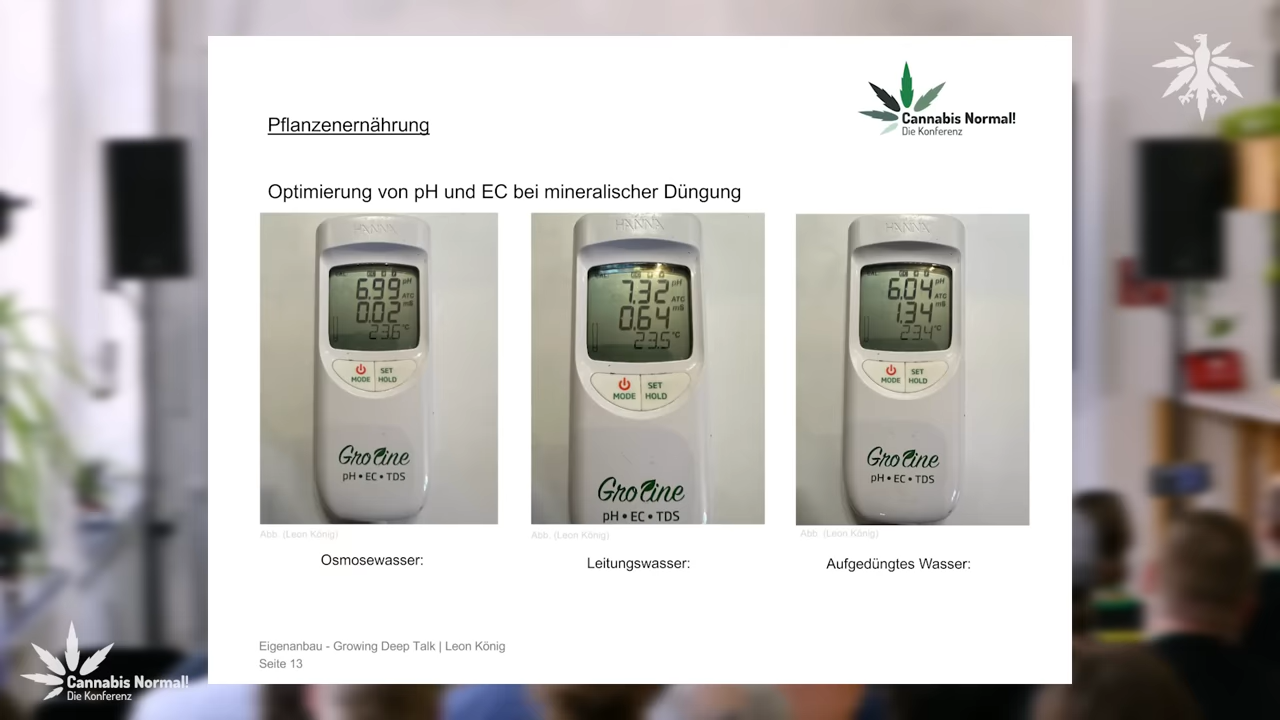 Cannabis Normal!
Die Konferenz
Pflanzenernährung
Optimierung von pH und EC bei mineralischer Düngung
HANNA
6.99 pH
ATC
0.02 mS
23.6 °C
MODE
SET
HOLD
GroLine
pH • EC • TDS
HANNA
7.32 pH
ATC
0.64 mS
23.5 °C
MODE
SET
HOLD
GroLine
pH • EC • TDS
HANNA
6.04 pH
ATC
1.34 mS
23.4 °C
MODE
SET
HOLD
GroLine
pH • EC • TDS
Abb. (Leon König)
Abb. (Leon König)
Abb. (Leon König)
Osmosewasser:
Leitungswasser:
Aufgedüngtes Wasser:
Eigenanbau - Growing Deep Talk | Leon König
Seite 13
Cannabis Normal!
Die Konferenz